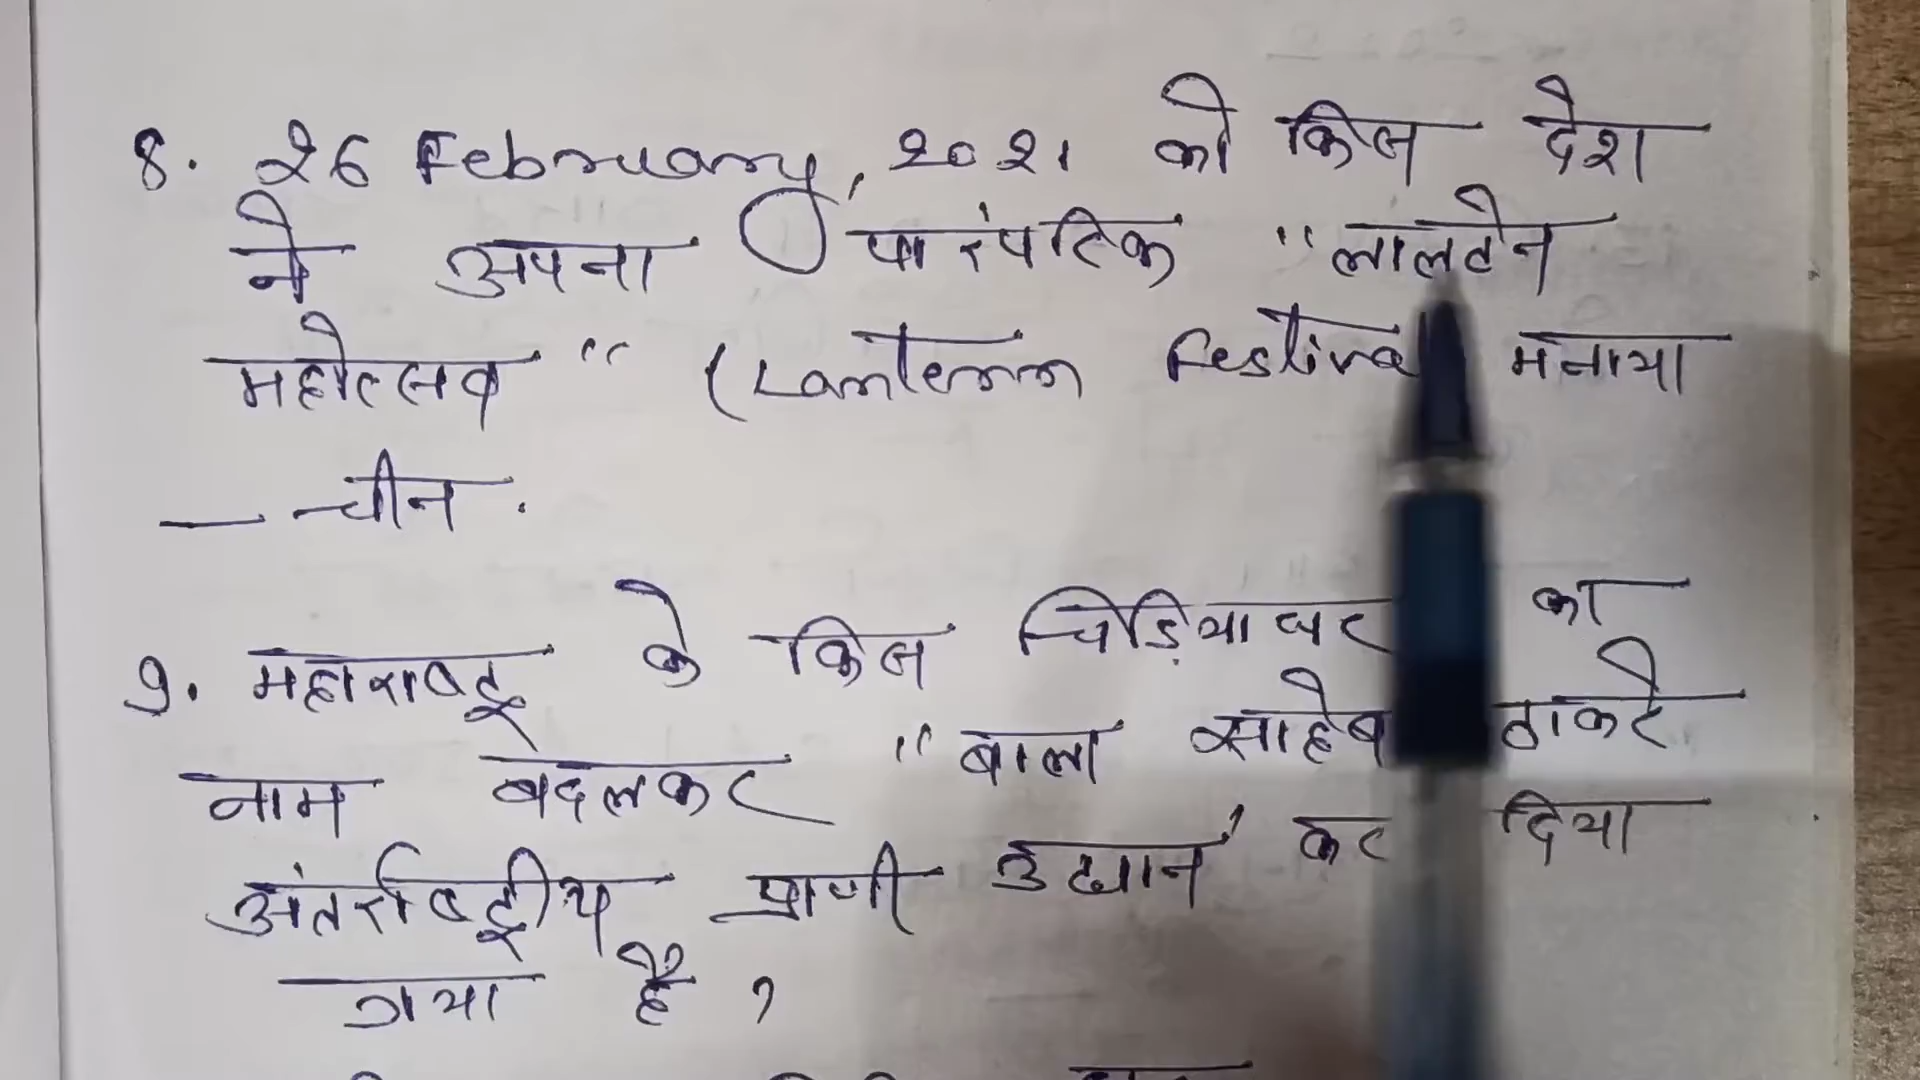 8. 26 February, 2021 को किस देश
ने अपना पारंपरिक "लालटेन
महोत्सव" (Lantern Festival मनाया
— चीन.
9. महाराष्ट्र के किस चिड़ियाघर का
नाम बदलकर "बाला साहेब ठाकरे
अंतर्राष्ट्रीय प्राणी उद्यान' कर दिया
गया है ?